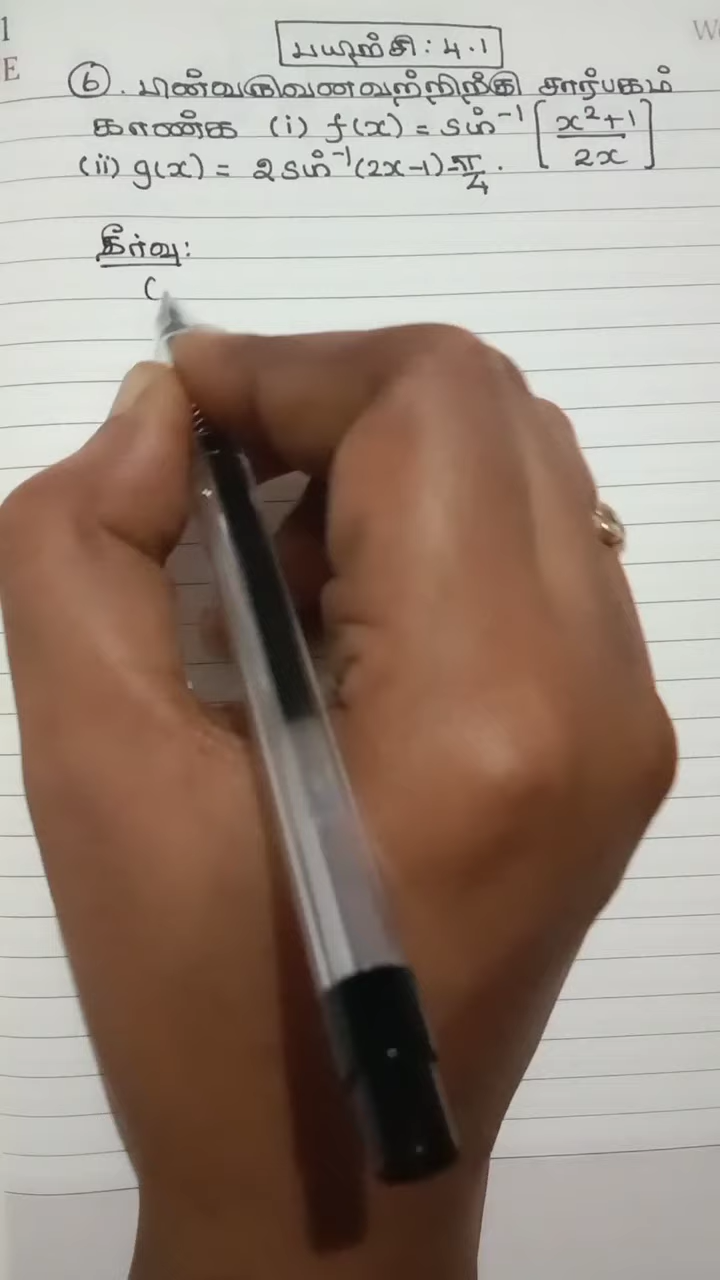 1
E
W
பயிற்சி : 4.1
6. பின்வருவனவற்றிற்கு சார்பகம்
காண்க (i) f(x) = sin⁻¹ [ x²+1 / 2x ]
(ii) g(x) = 2 sin⁻¹(2x-1) - π/4 .
தீர்வு:
(